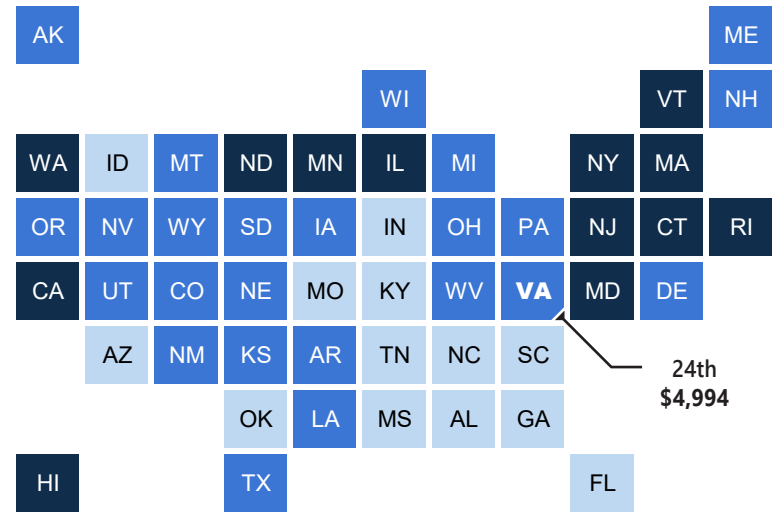 AK ME
WI VT NH
WA ID MT ND MN IL MI NY MA
OR NV WY SD IA IN OH PA NJ CT RI
CA UT CO NE MO KY WV VA MD DE
AZ NM KS AR TN NC SC
24th
$4,994
OK LA MS AL GA
HI TX FL